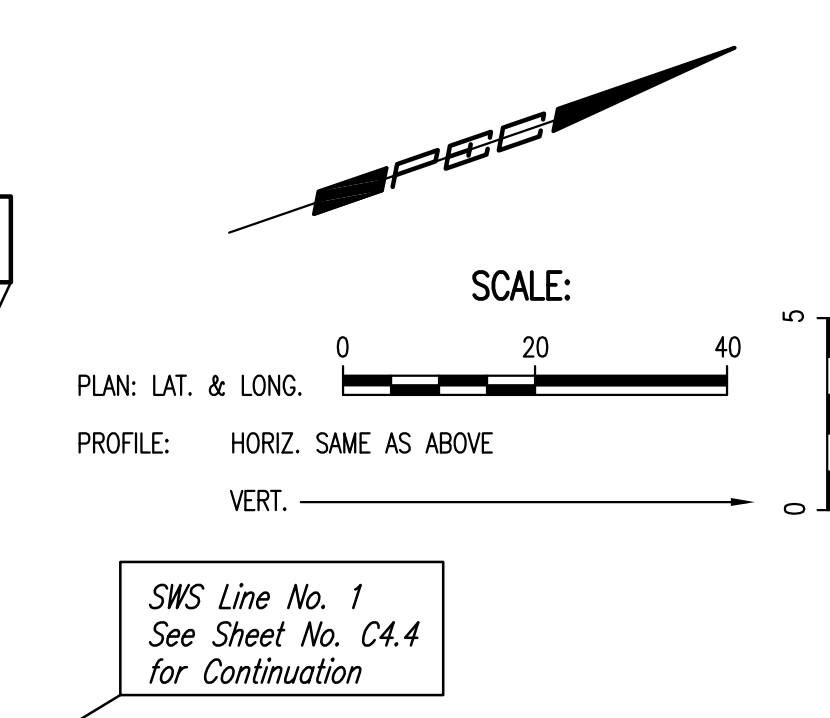 PEC
SCALE:
0 20 40
PLAN: LAT. & LONG.
PROFILE: HORIZ. SAME AS ABOVE
VERT.
5
0
SWS Line No. 1
See Sheet No. C4.4
for Continuation